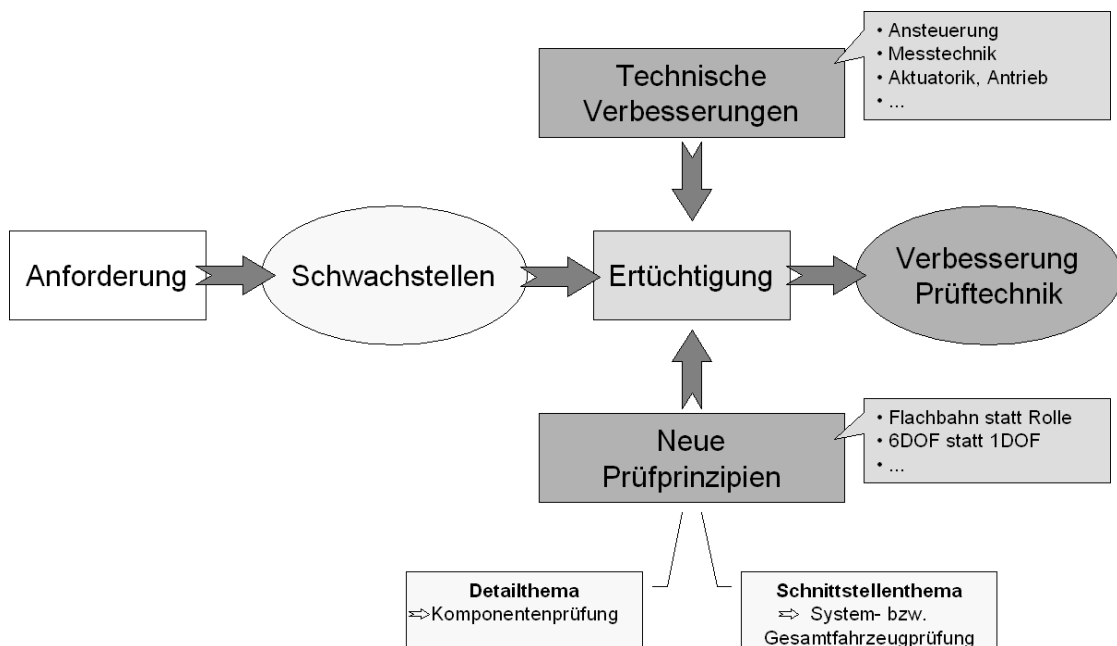 • Ansteuerung
• Messtechnik
• Aktuatorik, Antrieb
• ...
Technische
Verbesserungen
Anforderung
Schwachstellen
Ertüchtigung
Verbesserung
Prüftechnik
Neue
Prüfprinzipien
• Flachbahn statt Rolle
• 6DOF statt 1DOF
• ...
Detailthema
Komponentenprüfung
Schnittstellenthema
System- bzw.
Gesamtfahrzeugprüfung